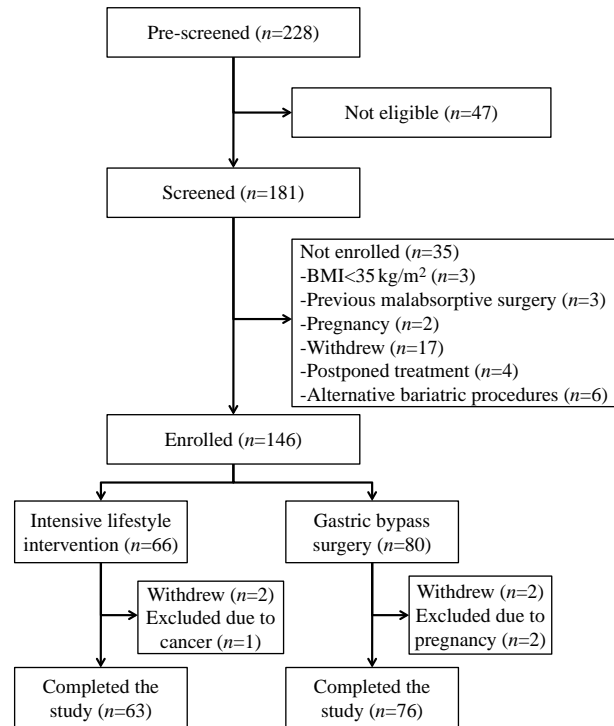 Pre-screened (n=228)
Not eligible (n=47)
Screened (n=181)
Not enrolled (n=35)
-BMI<35 kg/m² (n=3)
-Previous malabsorptive surgery (n=3)
-Pregnancy (n=2)
-Withdrew (n=17)
-Postponed treatment (n=4)
-Alternative bariatric procedures (n=6)
Enrolled (n=146)
Intensive lifestyle
intervention (n=66)
Gastric bypass
surgery (n=80)
Withdrew (n=2)
Excluded due to
cancer (n=1)
Withdrew (n=2)
Excluded due to
pregnancy (n=2)
Completed the
study (n=63)
Completed the
study (n=76)